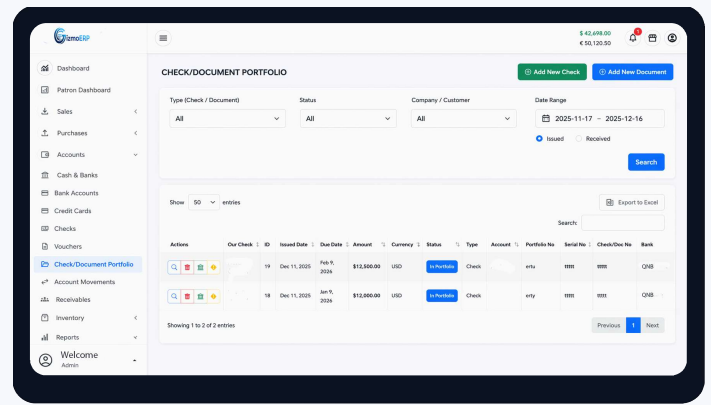 GizmoERP
$ 42,698.00
€ 50,120.50
1
Dashboard
Patron Dashboard
Sales
Purchases
Accounts
Cash & Banks
Bank Accounts
Credit Cards
Checks
Vouchers
Check/Document Portfolio
Account Movements
Receivables
Inventory
Reports
Welcome
Admin
CHECK/DOCUMENT PORTFOLIO
Add New Check
Add New Document
Type (Check / Document) Status Company / Customer Date Range
All All All 2025-11-17 – 2025-12-16
Issued Received
Search
Show 50 entries
Export to Excel
Search:
Actions Our Check ID Issued Date Due Date Amount Currency Status Type Account Portfolio No Serial No Check/Doc No Bank
19 Dec 11, 2025 Feb 9, 2026 $12,500.00 USD In Portfolio Check ertu 11111 11111 QNB
18 Dec 11, 2025 Jan 9, 2026 $12,000.00 USD In Portfolio Check erty 11111 11111 QNB
Showing 1 to 2 of 2 entries
Previous 1 Next